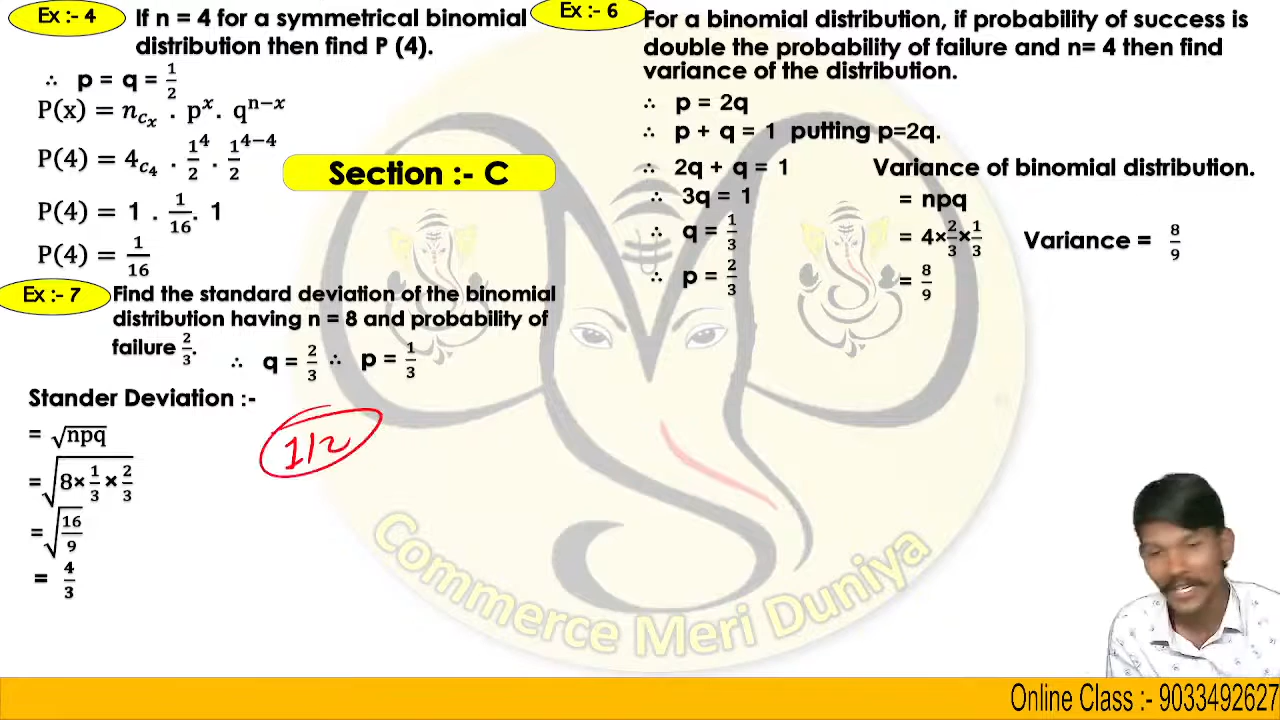 Ex :- 4
If n = 4 for a symmetrical binomial
distribution then find P (4).
∴ p = q = 1/2
P(x) = n_{c_x} . p^x . q^{n−x}
P(4) = 4_{c_4} . 1/2^4 . 1/2^{4−4}
P(4) = 1 . 1/16 . 1
P(4) = 1/16
Section :- C
Ex :- 7
Find the standard deviation of the binomial
distribution having n = 8 and probability of
failure 2/3.
∴ q = 2/3 ∴ p = 1/3
Stander Deviation :-
= √npq
= √8×1/3×2/3
= √16/9
= 4/3
1/2
Ex :- 6
For a binomial distribution, if probability of success is
double the probability of failure and n= 4 then find
variance of the distribution.
∴ p = 2q
∴ p + q = 1 putting p=2q.
∴ 2q + q = 1
∴ 3q = 1
∴ q = 1/3
∴ p = 2/3
Variance of binomial distribution.
= npq
= 4×2/3×1/3
= 8/9
Variance = 8/9
Commerce Meri Duniya
Online Class :- 9033492627